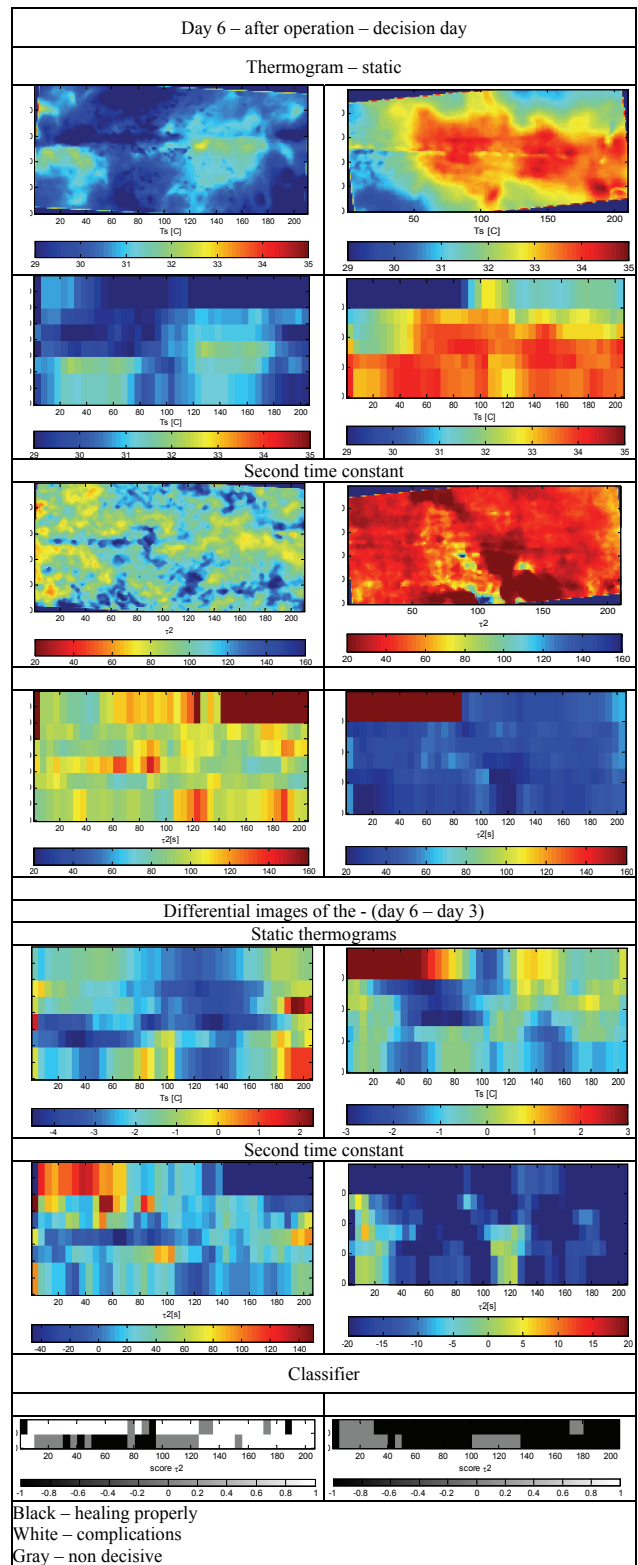 Day 6 – after operation – decision day
Thermogram – static
20 40 60 80 100 120 140 160 180 200
Ts [C]
29 30 31 32 33 34 35
50 100 150 200
Ts [C]
29 30 31 32 33 34 35
20 40 60 80 100 120 140 160 180 200
Ts [C]
29 30 31 32 33 34 35
20 40 60 80 100 120 140 160 180 200
Ts [C]
29 30 31 32 33 34 35
Second time constant
20 40 60 80 100 120 140 160 180 200
τ2
20 40 60 80 100 120 140 160
50 100 150 200
τ2
20 40 60 80 100 120 140 160
20 40 60 80 100 120 140 160 180 200
τ2[s]
20 40 60 80 100 120 140 160
20 40 60 80 100 120 140 160 180 200
τ2[s]
20 40 60 80 100 120 140 160
Differential images of the - (day 6 – day 3)
Static thermograms
20 40 60 80 100 120 140 160 180 200
Ts [C]
-4 -3 -2 -1 0 1 2
20 40 60 80 100 120 140 160 180 200
Ts [C]
-3 -2 -1 0 1 2 3
Second time constant
20 40 60 80 100 120 140 160 180 200
τ2[s]
-40 -20 0 20 40 60 80 100 120 140
20 40 60 80 100 120 140 160 180 200
τ2[s]
-20 -15 -10 -5 0 5 10 15 20
Classifier
20 40 60 80 100 120 140 160 180 200
score τ2
-1 -0.8 -0.6 -0.4 -0.2 0 0.2 0.4 0.6 0.8 1
20 40 60 80 100 120 140 160 180 200
score τ2
-1 -0.8 -0.6 -0.4 -0.2 0 0.2 0.4 0.6 0.8 1
Black – healing properly
White – complications
Gray – non decisive